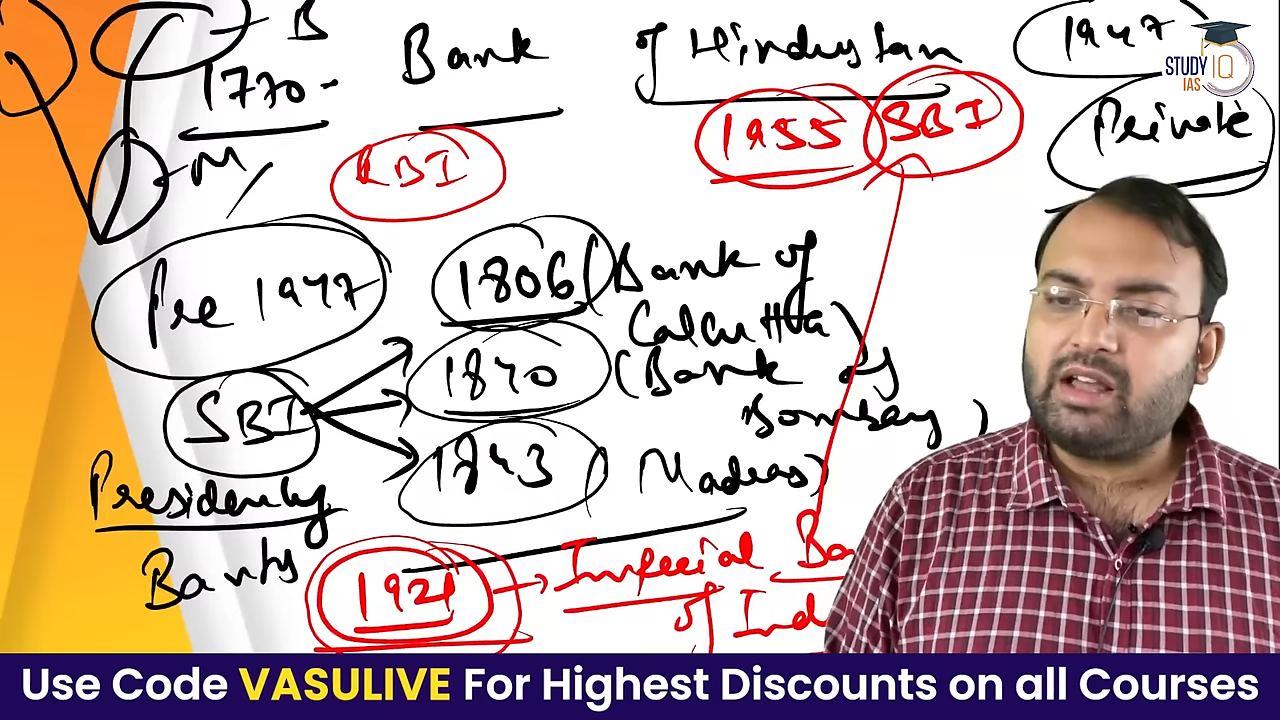 B
1770- Bank of Hindustan
1947
STUDY IQ
IAS
M
RBI
1955 SBI
Private
Pre 1947
1806 (Bank of
Calcutta)
SBI
1840 (Bank of
Bombay)
1843 (Madras)
Presidency
Banks
1921 → Imperial Ba
of Ind
Use Code VASULIVE For Highest Discounts on all Courses